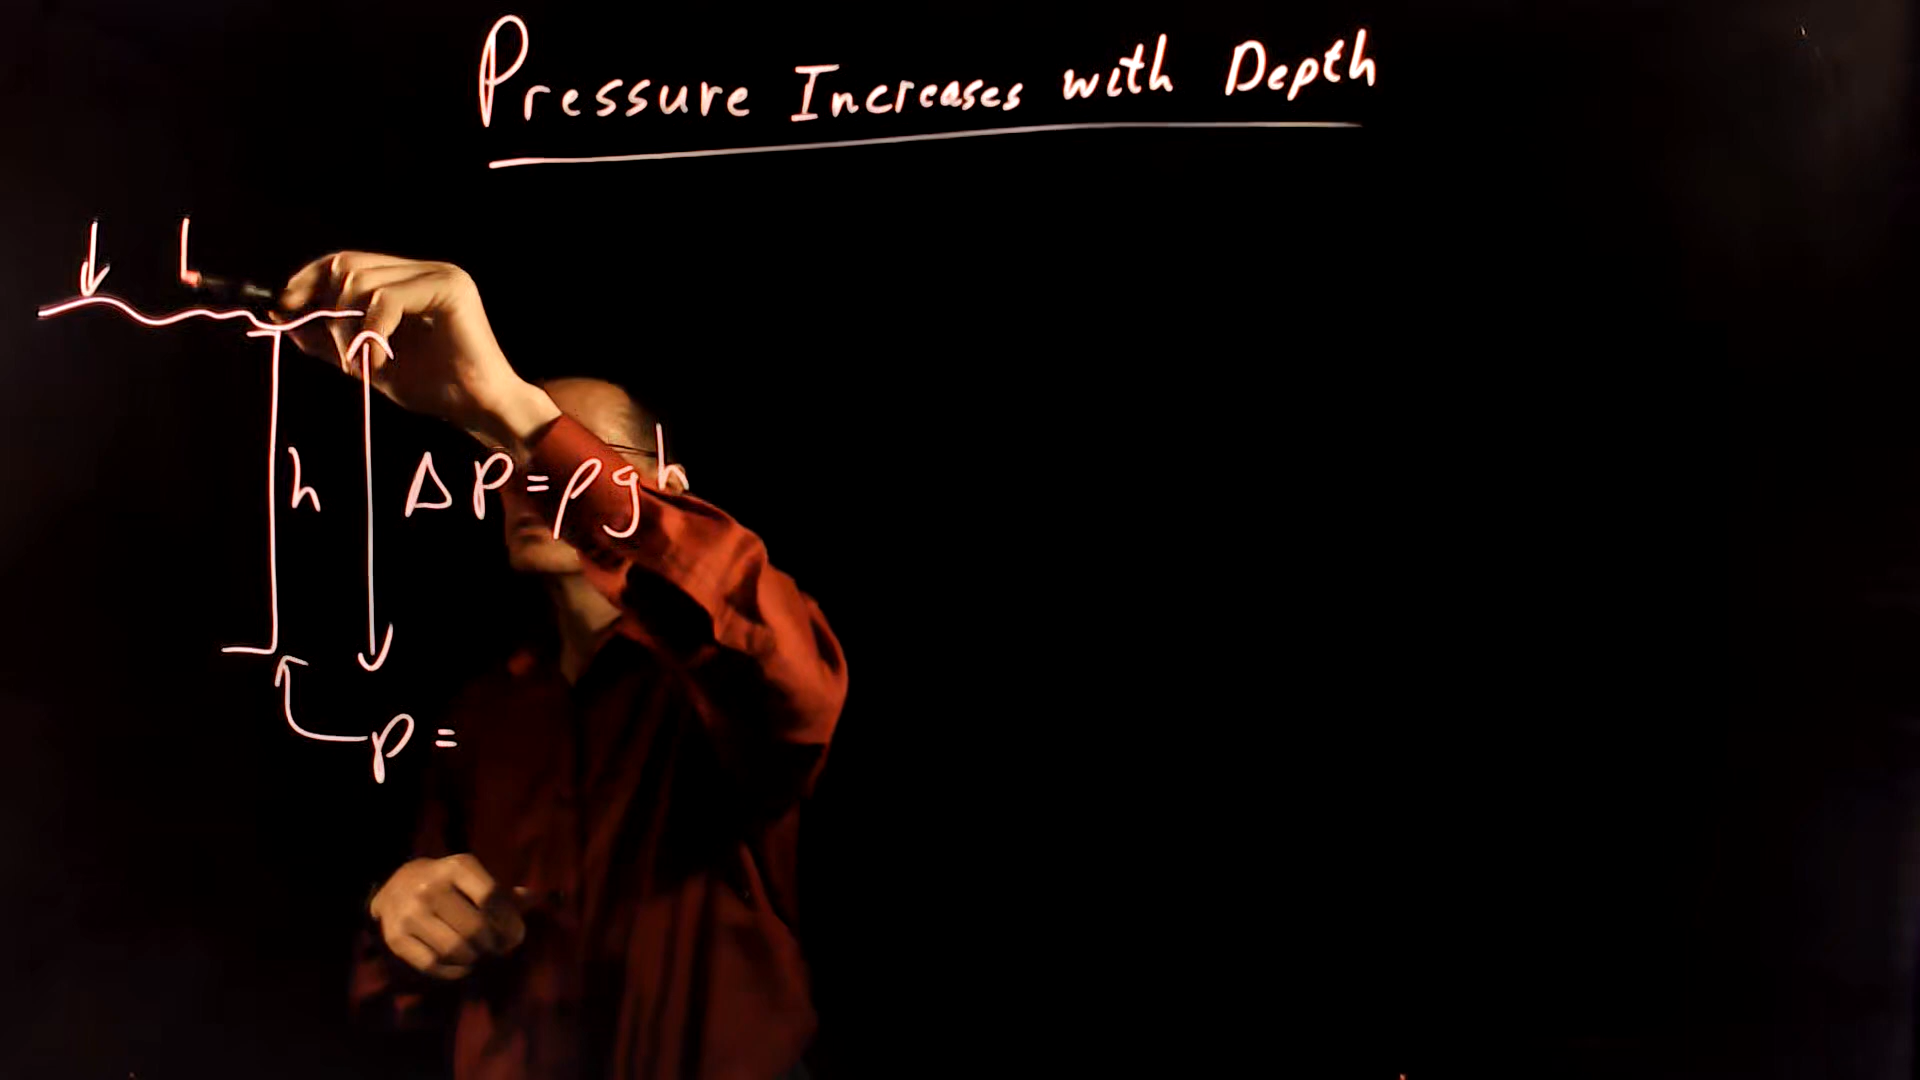 Pressure Increases with Depth
h
Δp=ρgh
p =